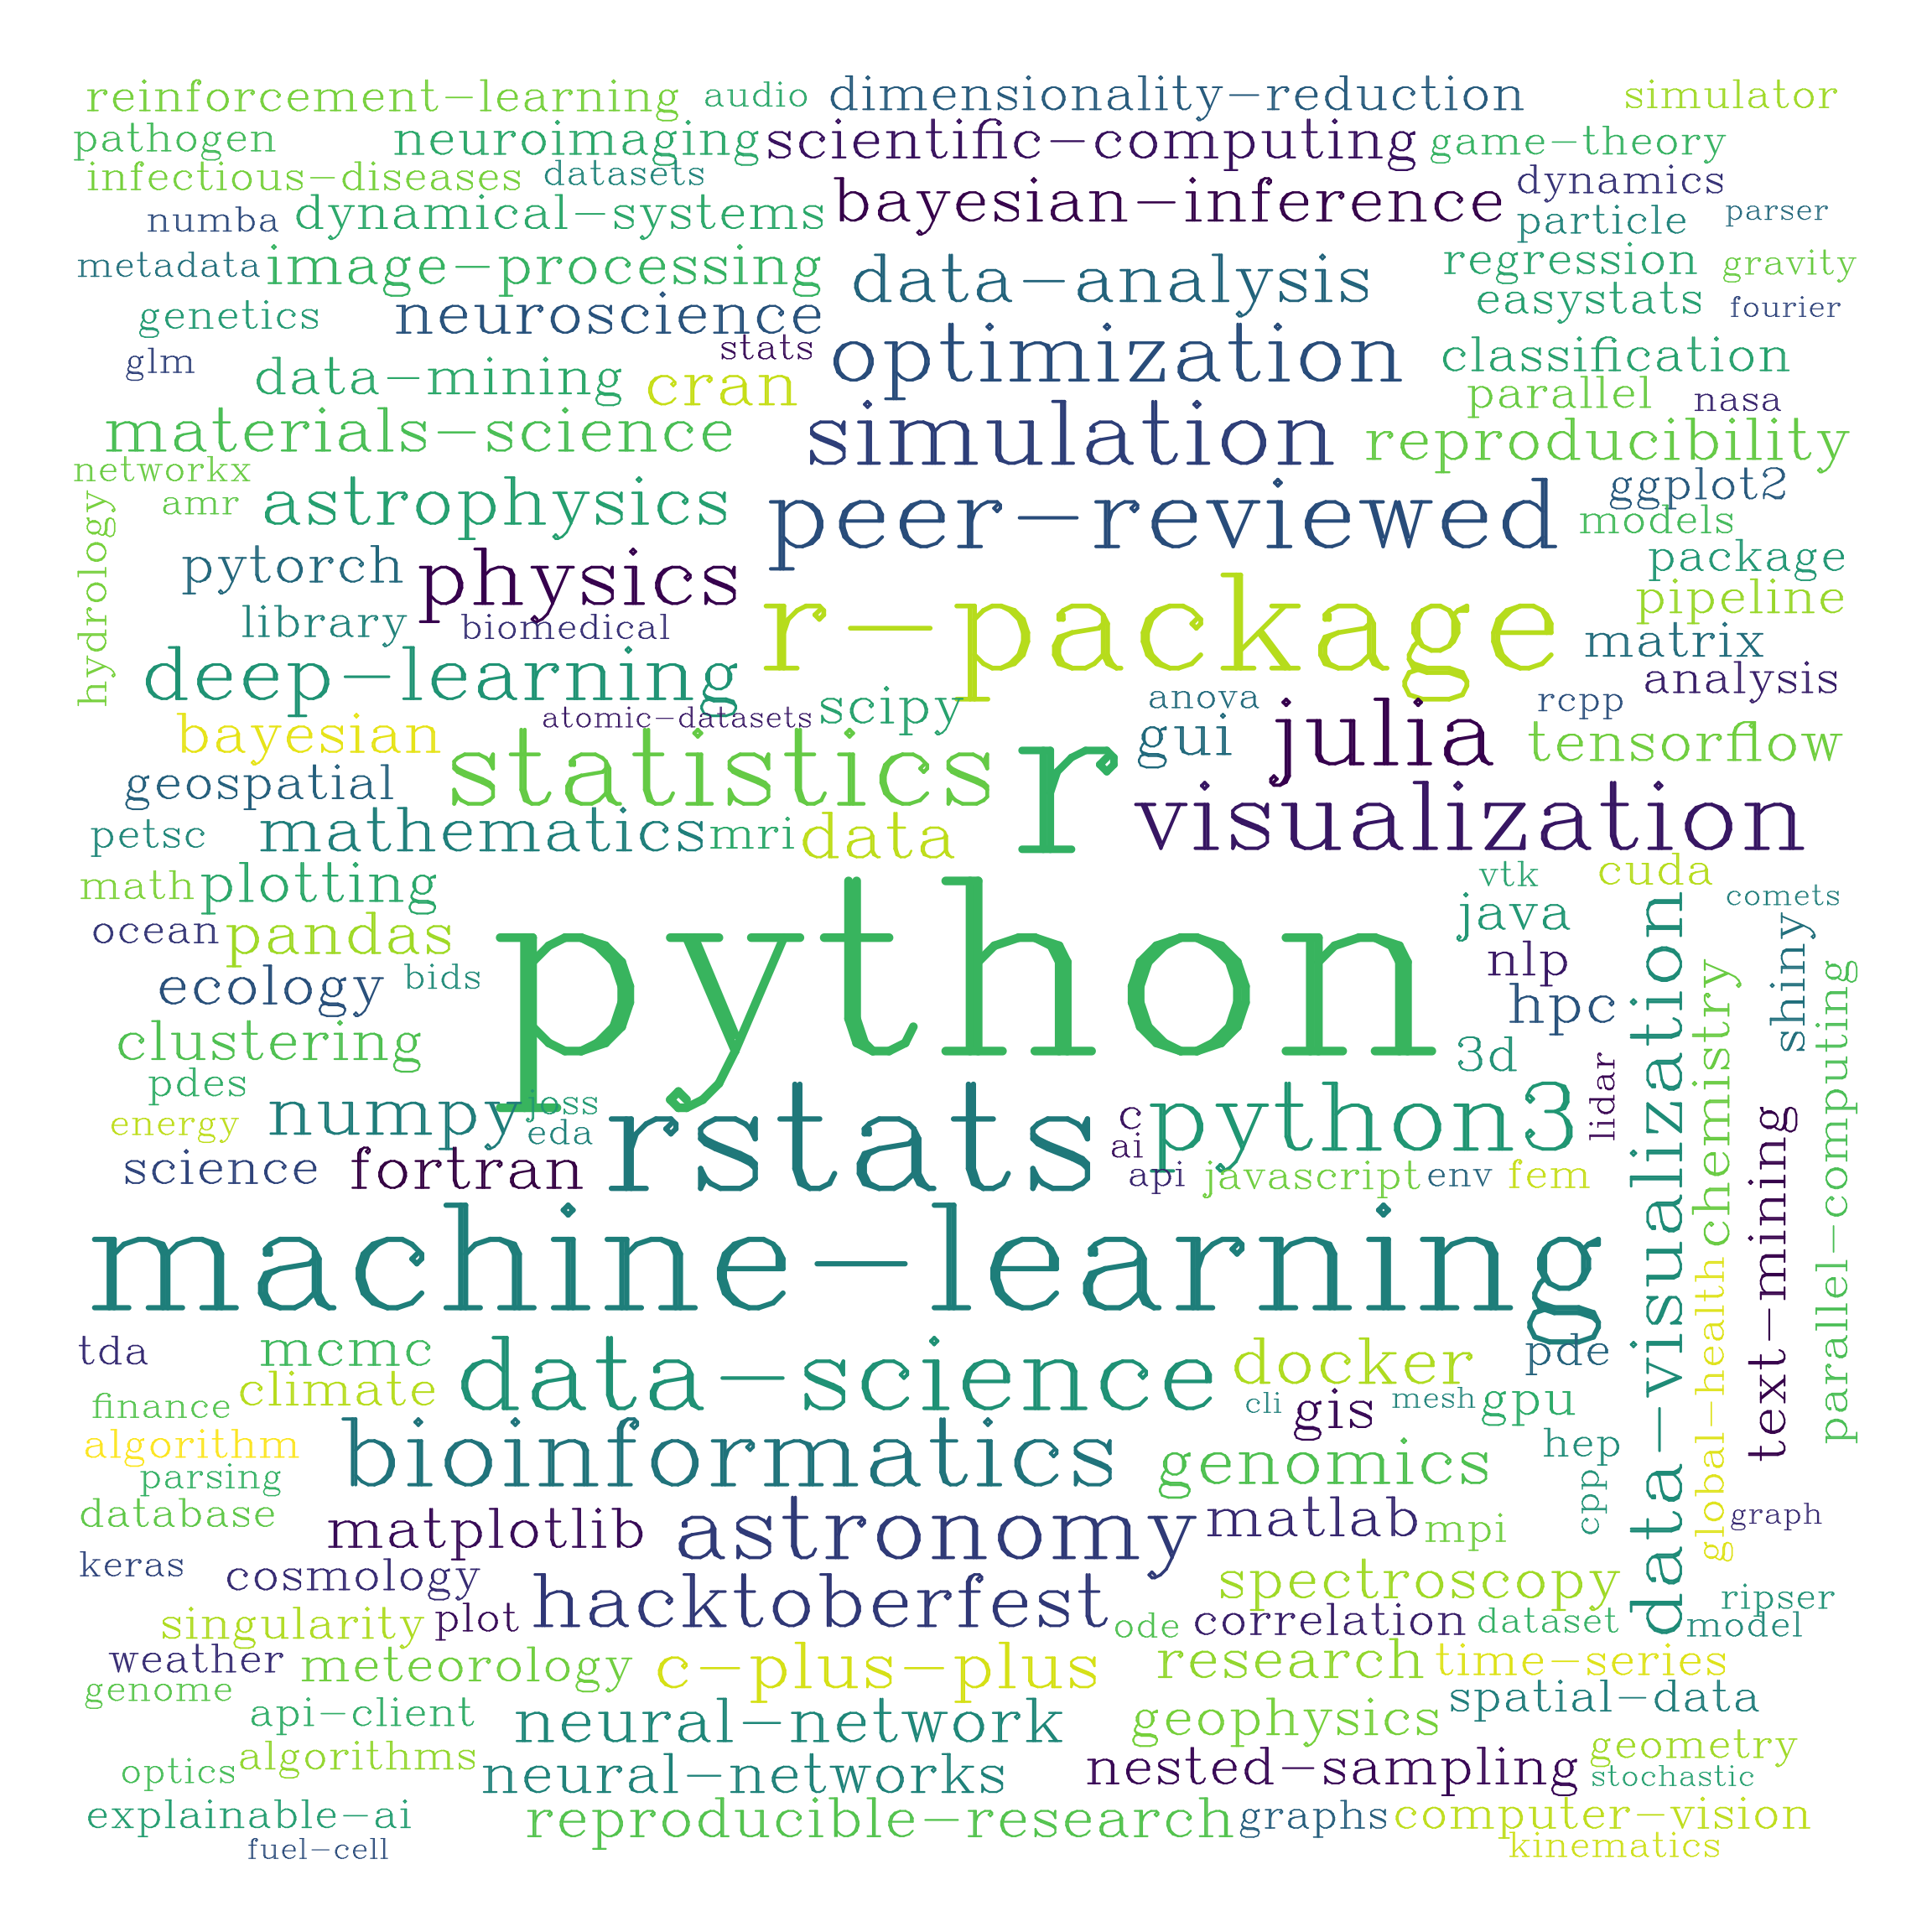 reinforcement-learning audio dimensionality-reduction simulator
pathogen neuroimaging scientific-computing game-theory
infectious-diseases datasets bayesian-inference dynamics
numba dynamical-systems particle parser
metadata image-processing data-analysis regression gravity
genetics neuroscience easystats fourier
glm stats optimization classification
data-mining cran parallel nasa
materials-science simulation reproducibility
networkx amr astrophysics peer-reviewed ggplot2
hydrology models
pytorch physics package
library biomedical r-package pipeline
deep-learning matrix
atomic-datasets scipy anova rcpp analysis
bayesian statistics r gui julia tensorflow
geospatial visualization
petsc mathematics mri data
math plotting vtk cuda comets
ocean pandas python java shiny
ecology bids nlp
hpc
clustering 3d
pdes lidar data-visualization chemistry parallel-computing
energy numpy joss rstats c python3
eda ai
science fortran api javascript env fem
machine-learning global-health text-mining
tda mcmc data-science docker pde
finance climate cli gis mesh gpu
algorithm bioinformatics genomics hep
parsing
database matplotlib astronomy matlab mpi cpp graph
keras cosmology hacktoberfest spectroscopy ripser
singularity plot ode correlation dataset model
weather meteorology c-plus-plus research time-series
genome
api-client neural-network geophysics spatial-data
optics algorithms neural-networks nested-sampling geometry
stochastic
explainable-ai reproducible-research graphs computer-vision
fuel-cell kinematics